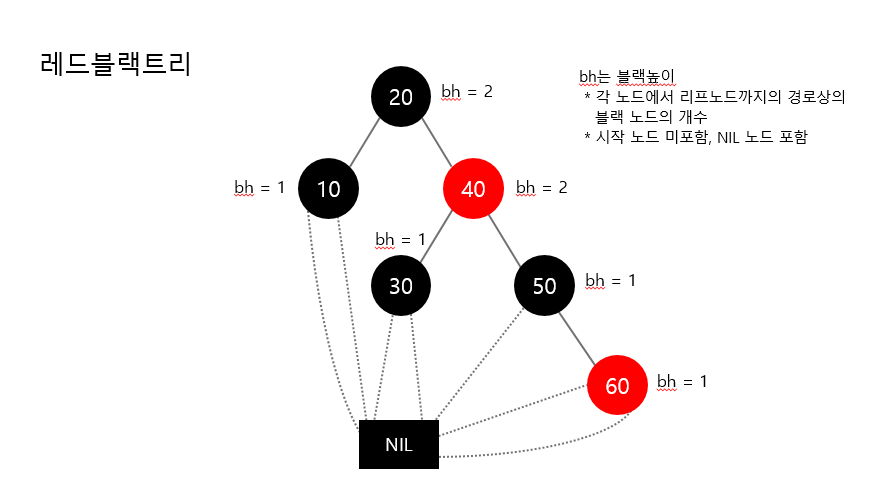 레드블랙트리
bh는 블랙높이
* 각 노드에서 리프노드까지의 경로상의
블랙 노드의 개수
* 시작 노드 미포함, NIL 노드 포함
20
bh = 2
bh = 1
10
40
bh = 2
bh = 1
30
50
bh = 1
60
bh = 1
NIL